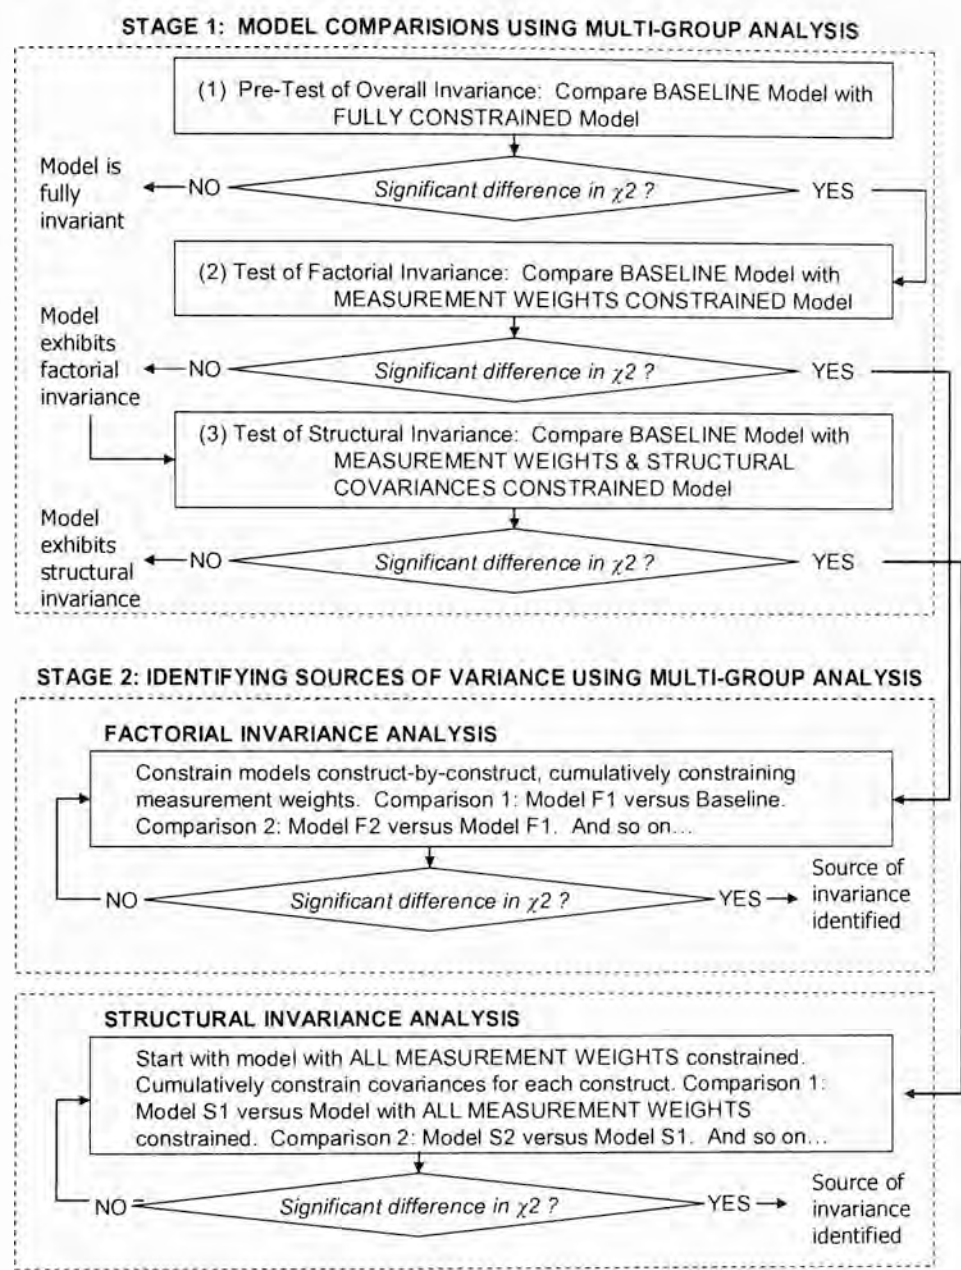 STAGE 1: MODEL COMPARISIONS USING MULTI-GROUP ANALYSIS
(1) Pre-Test of Overall Invariance: Compare BASELINE Model with
FULLY CONSTRAINED Model
Model is
fully
invariant
NO
Significant difference in χ2 ?
YES
(2) Test of Factorial Invariance: Compare BASELINE Model with
MEASUREMENT WEIGHTS CONSTRAINED Model
Model
exhibits
factorial
invariance
NO
Significant difference in χ2 ?
YES
(3) Test of Structural Invariance: Compare BASELINE Model with
MEASUREMENT WEIGHTS & STRUCTURAL
COVARIANCES CONSTRAINED Model
Model
exhibits
structural
invariance
NO
Significant difference in χ2 ?
YES
STAGE 2: IDENTIFYING SOURCES OF VARIANCE USING MULTI-GROUP ANALYSIS
FACTORIAL INVARIANCE ANALYSIS
Constrain models construct-by-construct, cumulatively constraining
measurement weights. Comparison 1: Model F1 versus Baseline.
Comparison 2: Model F2 versus Model F1. And so on...
NO
Significant difference in χ2 ?
YES
Source of
invariance
identified
STRUCTURAL INVARIANCE ANALYSIS
Start with model with ALL MEASUREMENT WEIGHTS constrained.
Cumulatively constrain covariances for each construct. Comparison 1:
Model S1 versus Model with ALL MEASUREMENT WEIGHTS
constrained. Comparison 2: Model S2 versus Model S1. And so on...
NO
Significant difference in χ2 ?
YES
Source of
invariance
identified